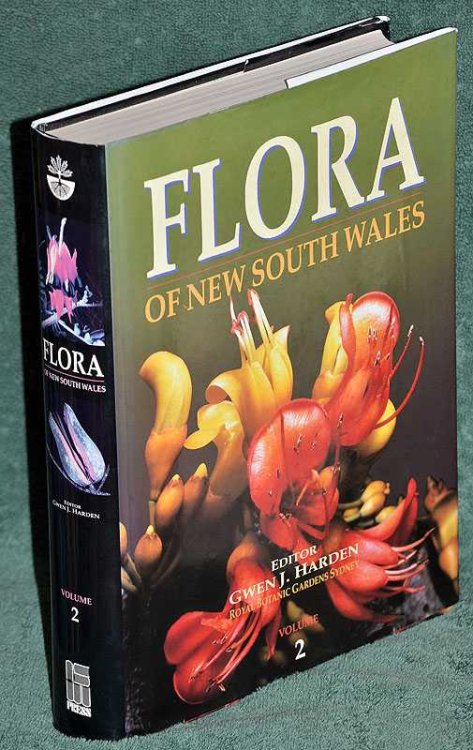 FLORA
OF NEW SOUTH WALES
EDITOR
GWEN J. HARDEN
ROYAL BOTANIC GARDENS SYDNEY
VOLUME
2
FLORA
OF NEW SOUTH WALES
EDITOR
GWEN J. HARDEN
VOLUME
2
PRESS